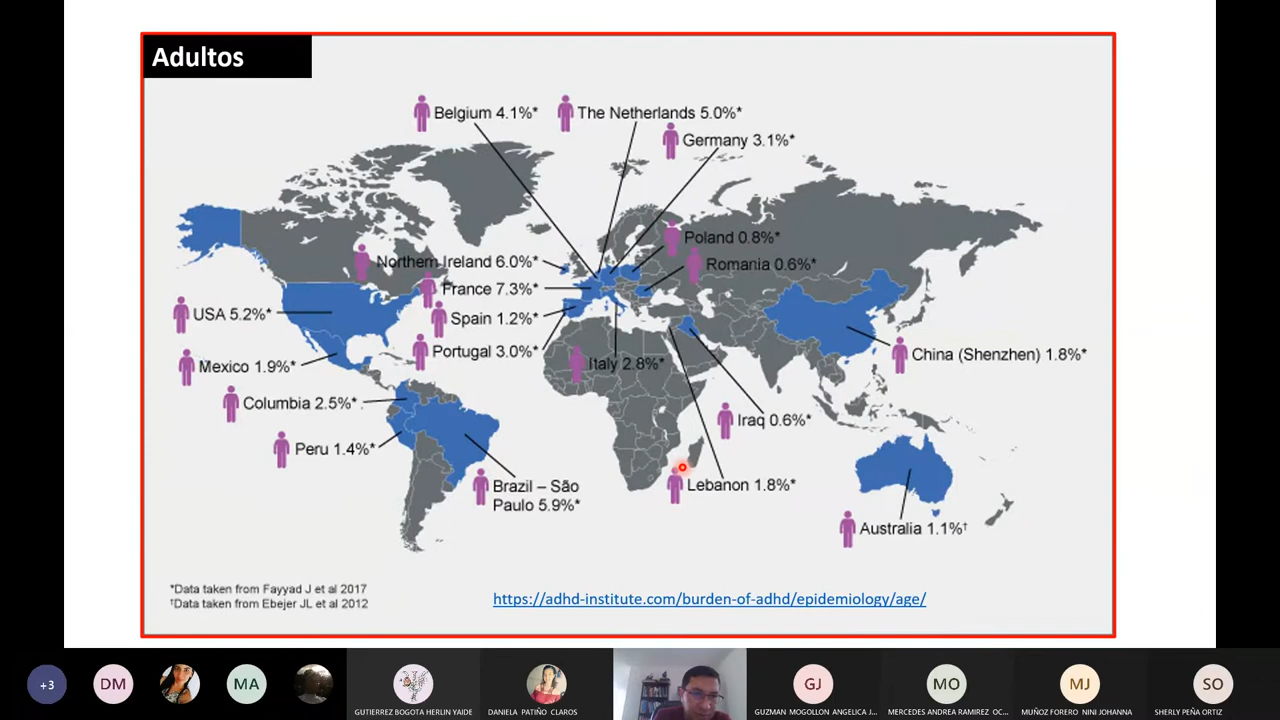 Adultos
Belgium 4.1%*
The Netherlands 5.0%*
Germany 3.1%*
Poland 0.8%*
Northern Ireland 6.0%*
Romania 0.6%*
France 7.3%*
USA 5.2%*
Spain 1.2%*
Portugal 3.0%*
China (Shenzhen) 1.8%*
Mexico 1.9%*
Italy 2.8%*
Columbia 2.5%*
Iraq 0.6%*
Peru 1.4%*
Brazil – São
Paulo 5.9%*
Lebanon 1.8%*
Australia 1.1%†
*Data taken from Fayyad J et al 2017
†Data taken from Ebejer JL et al 2012
https://adhd-institute.com/burden-of-adhd/epidemiology/age/
+3
DM
MA
GJ
MO
MJ
SO
GUTIERREZ BOGOTA HERLIN YAIDE
DANIELA PATIÑO CLAROS
GUZMAN MOGOLLON ANGELICA J...
MERCEDES ANDREA RAMIREZ OC...
MUÑOZ FORERO NINI JOHANNA
SHERLY PEÑA ORTIZ